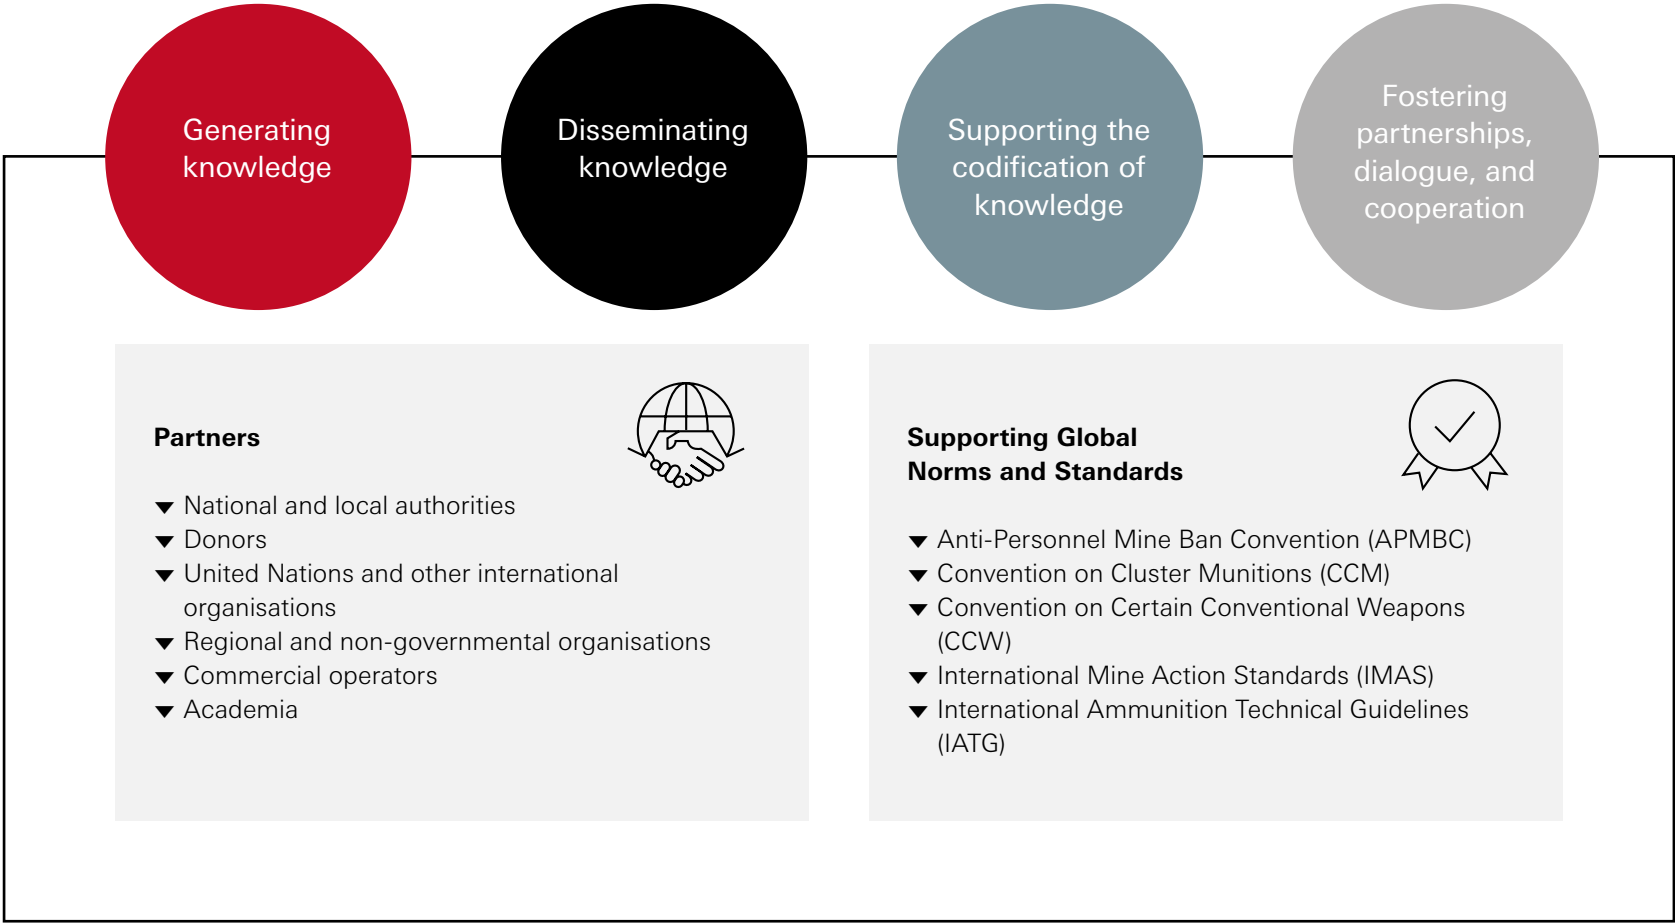 Generating
knowledge
Disseminating
knowledge
Supporting the
codification of
knowledge
Fostering
partnerships,
dialogue, and
cooperation
Partners
▼ National and local authorities
▼ Donors
▼ United Nations and other international
organisations
▼ Regional and non-governmental organisations
▼ Commercial operators
▼ Academia
Supporting Global
Norms and Standards
▼ Anti-Personnel Mine Ban Convention (APMBC)
▼ Convention on Cluster Munitions (CCM)
▼ Convention on Certain Conventional Weapons
(CCW)
▼ International Mine Action Standards (IMAS)
▼ International Ammunition Technical Guidelines
(IATG)